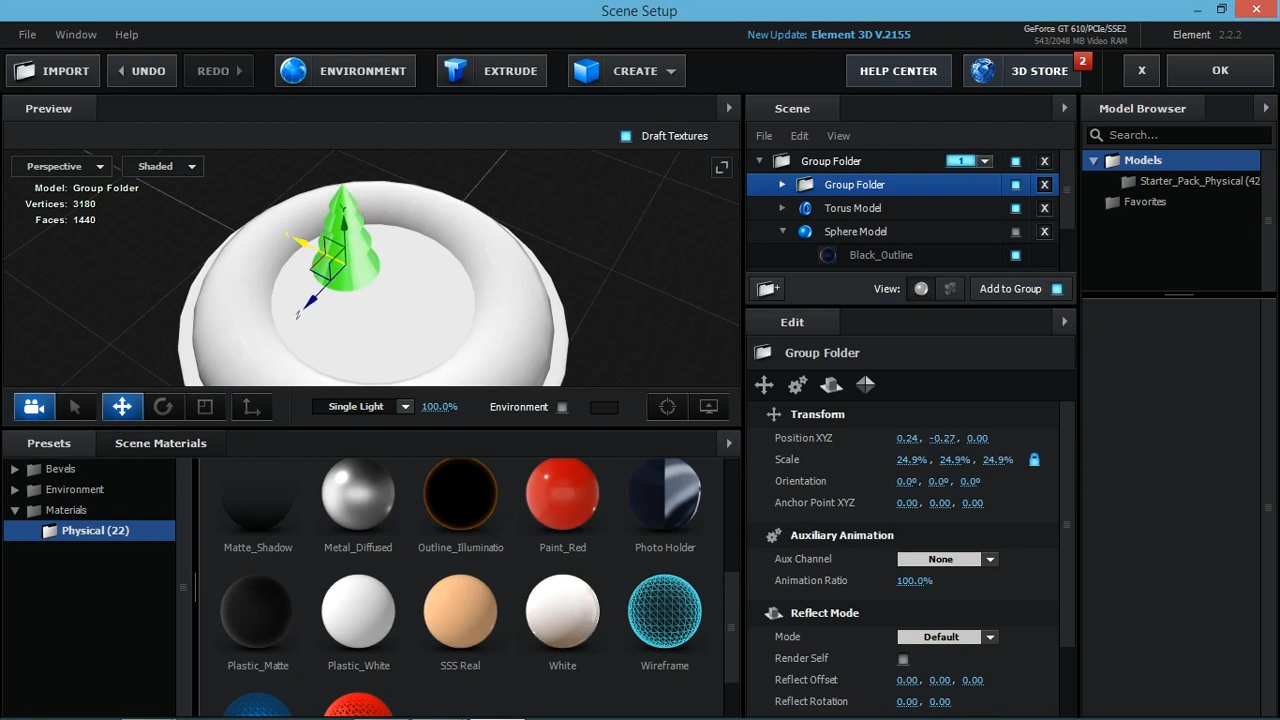 Scene Setup
File Window Help
New Update: Element 3D V.2155
GeForce GT 610/PCIe/SSE2
543/2048 MB Video RAM
Element 2.2.2
IMPORT UNDO REDO ENVIRONMENT EXTRUDE CREATE HELP CENTER 3D STORE 2 X OK
Preview
Draft Textures
Perspective Shaded
Model: Group Folder
Vertices: 3180
Faces: 1440
Y
Z
Single Light 100.0% Environment
Scene
File Edit View
Group Folder 1 X
Group Folder X
Torus Model X
Sphere Model X
Black_Outline
View: Add to Group
Edit
Group Folder
Transform
Position XYZ 0.24, -0.27, 0.00
Scale 24.9%, 24.9%, 24.9%
Orientation 0.0º, 0.0º, 0.0º
Anchor Point XYZ 0.00, 0.00, 0.00
Auxiliary Animation
Aux Channel None
Animation Ratio 100.0%
Reflect Mode
Mode Default
Render Self
Reflect Offset 0.00, 0.00, 0.00
Reflect Rotation 0.00, 0.00
Model Browser
Search...
Models
Starter_Pack_Physical (42
Favorites
Presets Scene Materials
Bevels
Environment
Materials
Physical (22)
Matte_Shadow Metal_Diffused Outline_Illuminatio Paint_Red Photo Holder
Plastic_Matte Plastic_White SSS Real White Wireframe